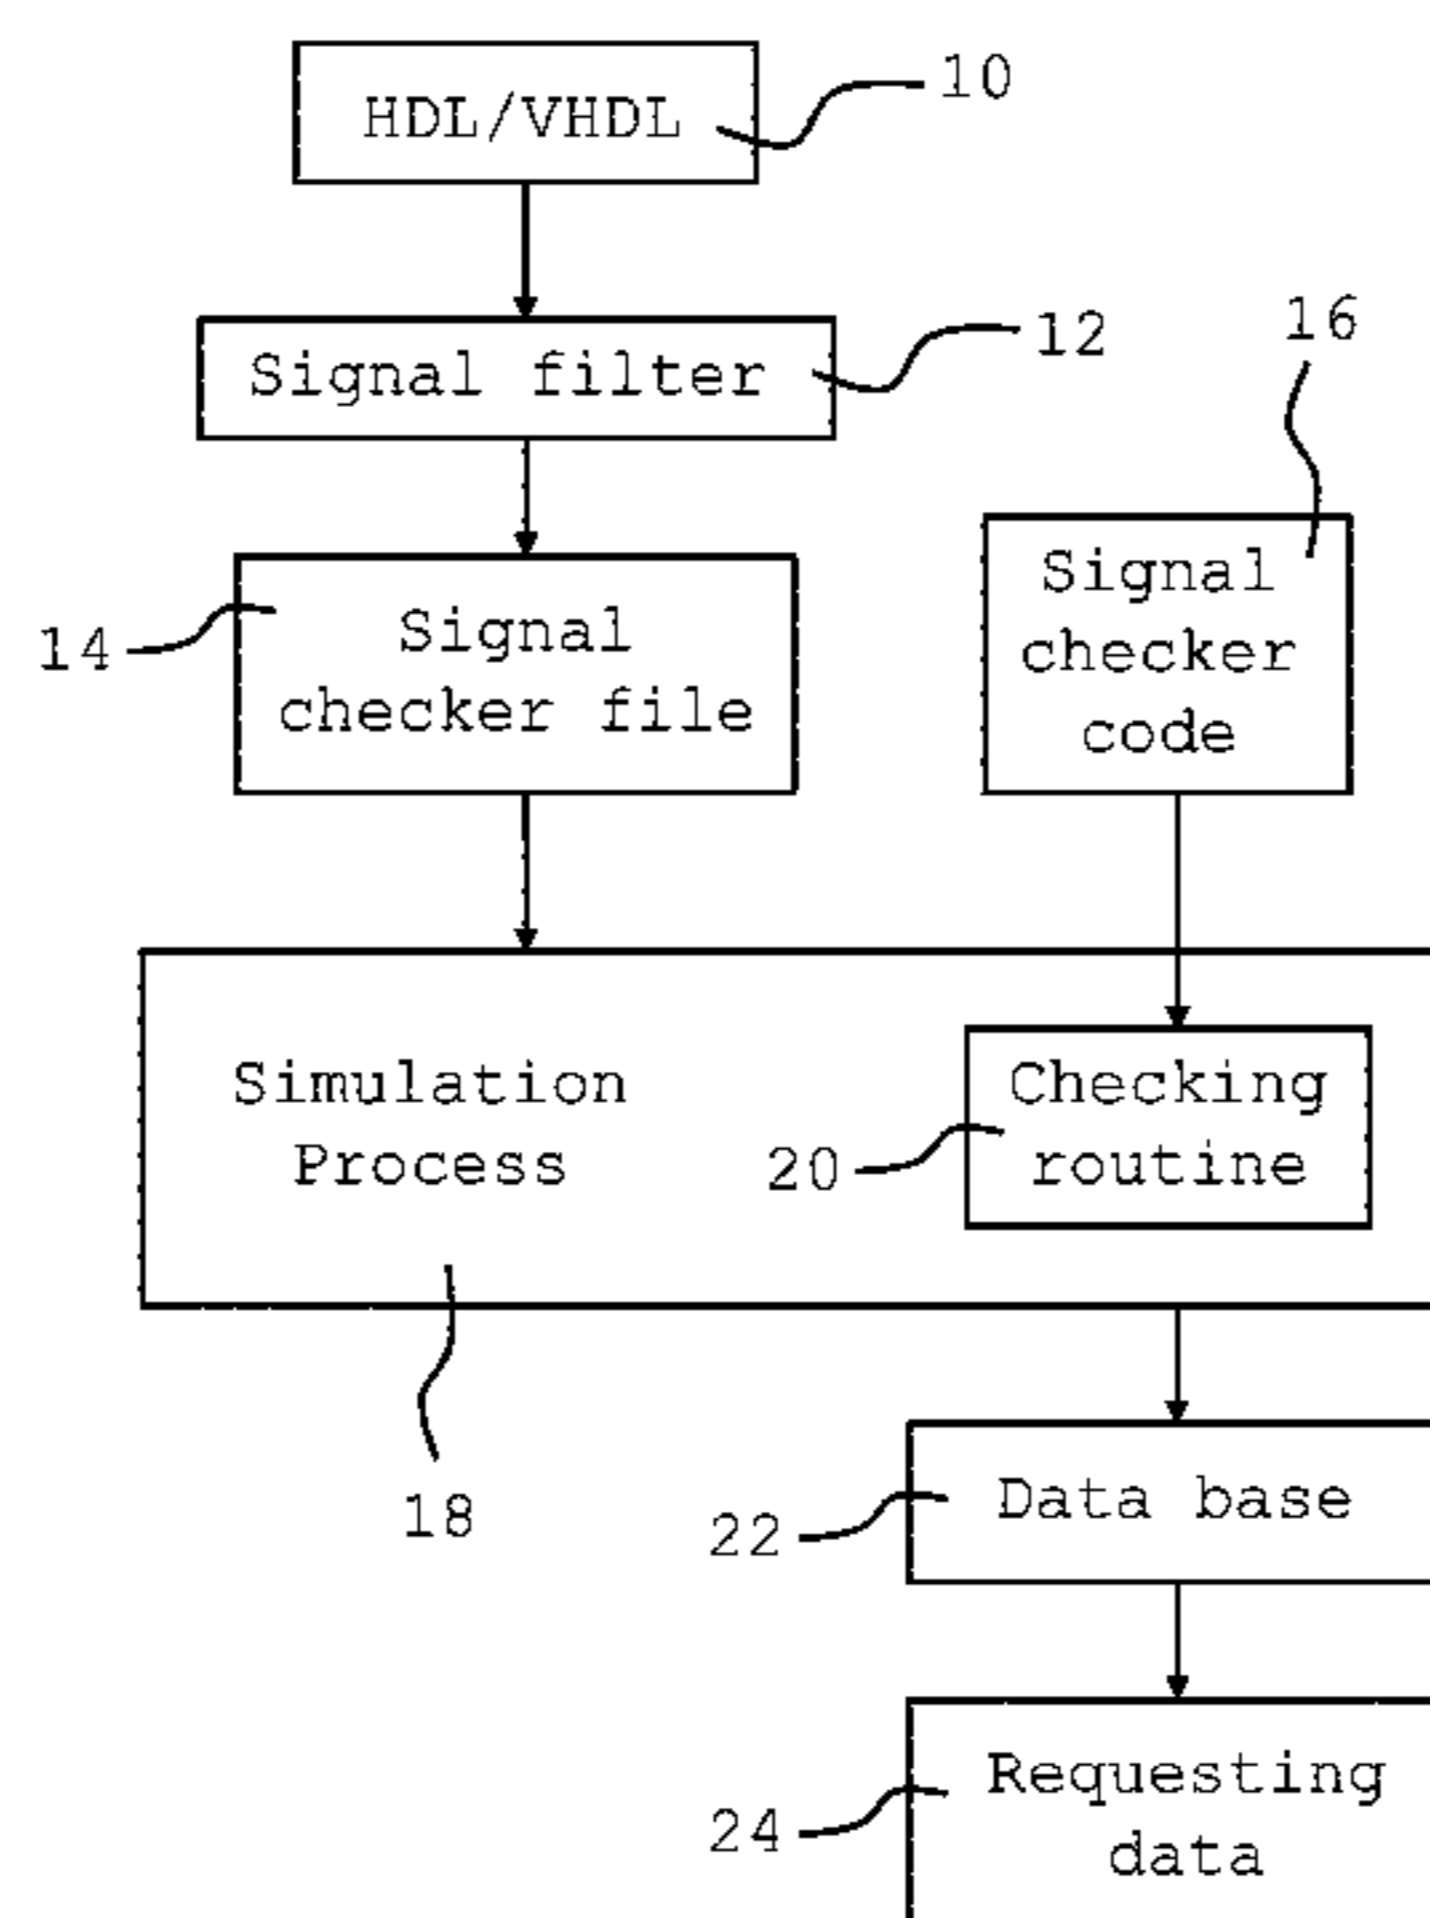 HDL/VHDL
10
Signal filter
12
16
14
Signal
checker file
Signal
checker
code
Simulation
Process
20
Checking
routine
18
22
Data base
24
Requesting
data